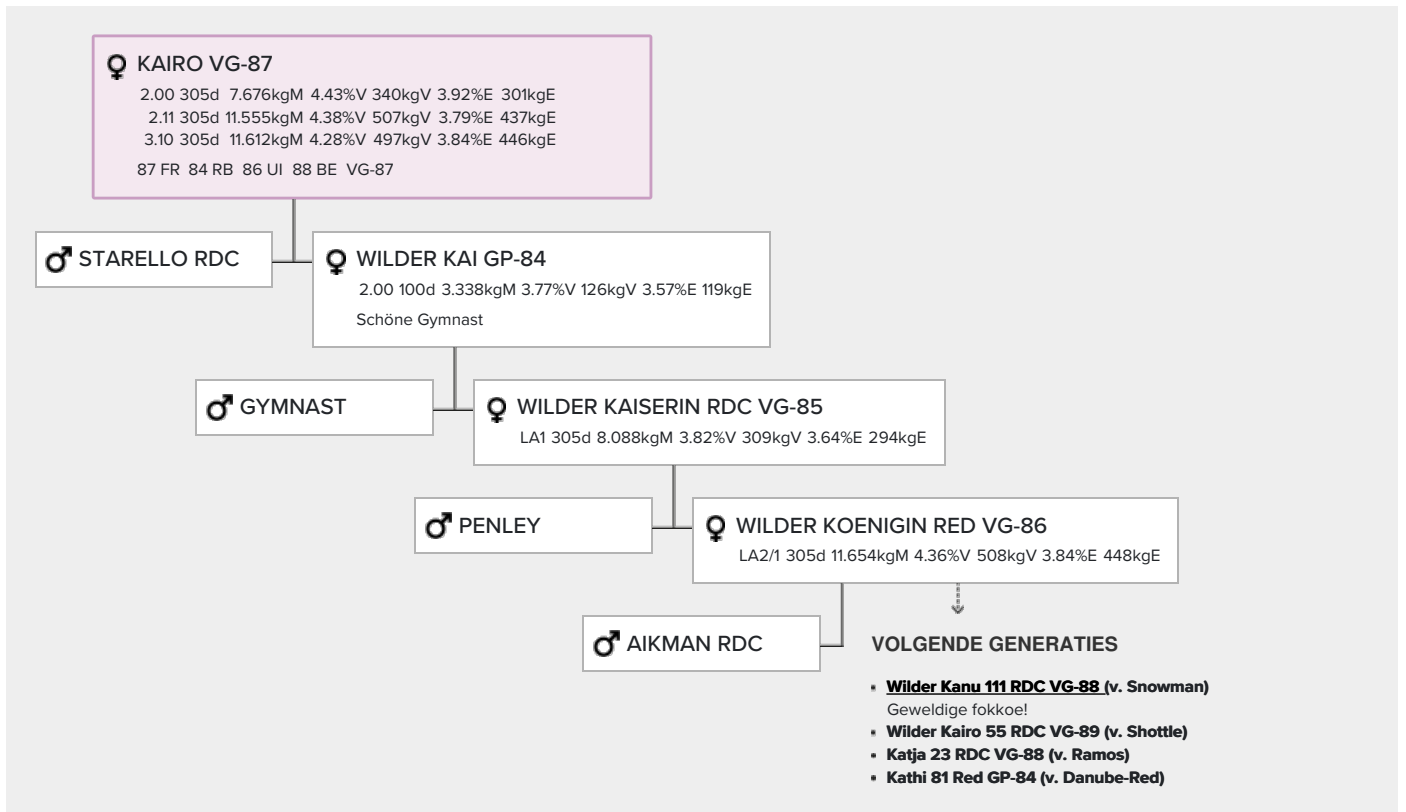 KAIRO VG-87
2.00 305d 7.676kgM 4.43%V 340kgV 3.92%E 301kgE
2.11 305d 11.555kgM 4.38%V 507kgV 3.79%E 437kgE
3.10 305d 11.612kgM 4.28%V 497kgV 3.84%E 446kgE
87 FR 84 RB 86 UI 88 BE VG-87
STARELLO RDC
WILDER KAI GP-84
2.00 100d 3.338kgM 3.77%V 126kgV 3.57%E 119kgE
Schöne Gymnast
GYMNAST
WILDER KAISERIN RDC VG-85
LA1 305d 8.088kgM 3.82%V 309kgV 3.64%E 294kgE
PENLEY
WILDER KOENIGIN RED VG-86
LA2/1 305d 11.654kgM 4.36%V 508kgV 3.84%E 448kgE
AIKMAN RDC
VOLGENDE GENERATIES
▪ Wilder Kanu 111 RDC VG-88 (v. Snowman)
Geweldige fokkoe!
▪ Wilder Kairo 55 RDC VG-89 (v. Shottle)
▪ Katja 23 RDC VG-88 (v. Ramos)
▪ Kathi 81 Red GP-84 (v. Danube-Red)